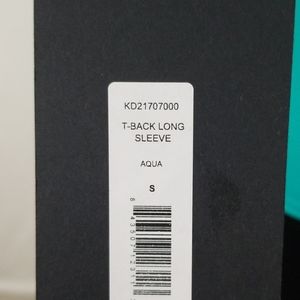 KD21707000
T-BACK LONG
SLEEVE
AQUA
S